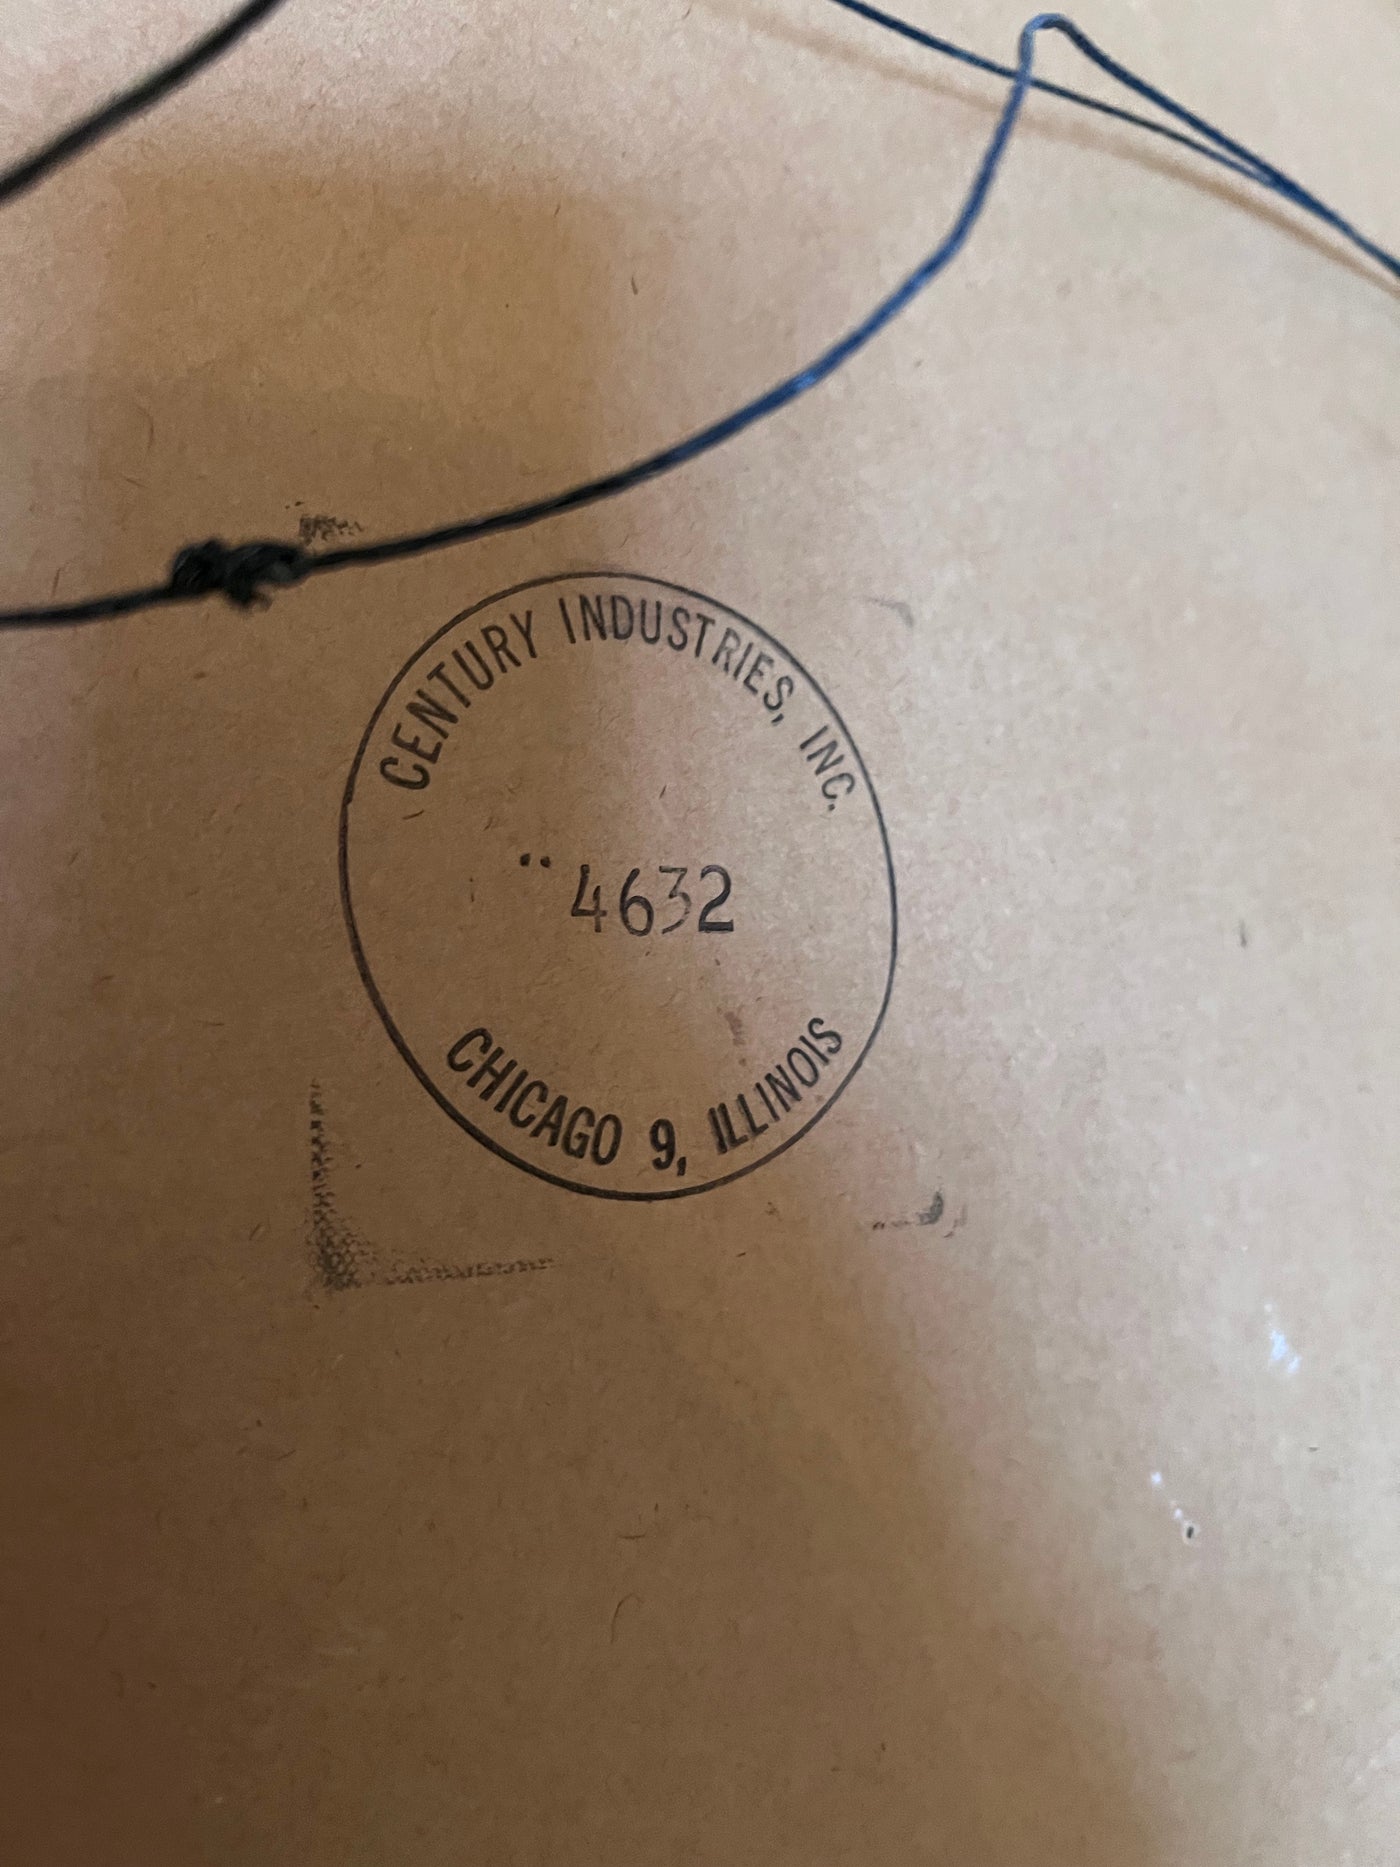 CENTURY INDUSTRIES, INC.
4632
CHICAGO 9, ILLINOIS